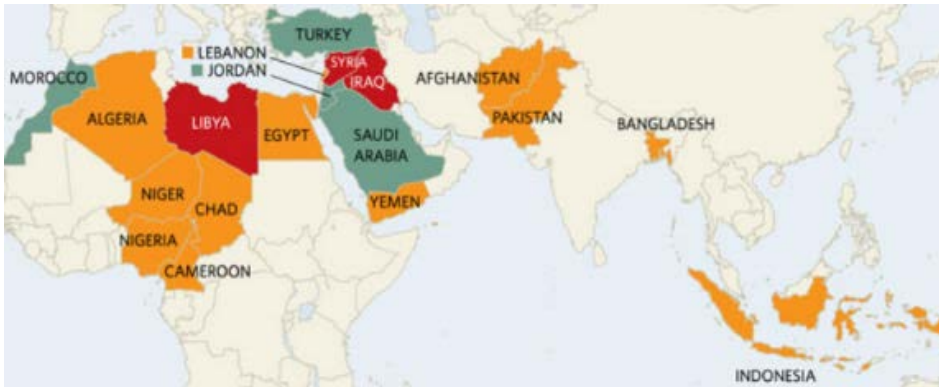 TURKEY
LEBANON
SYRIA
JORDAN
IRAQ
MOROCCO
AFGHANISTAN
ALGERIA
LIBYA
EGYPT
SAUDI
ARABIA
PAKISTAN
BANGLADESH
NIGER
CHAD
YEMEN
NIGERIA
CAMEROON
INDONESIA